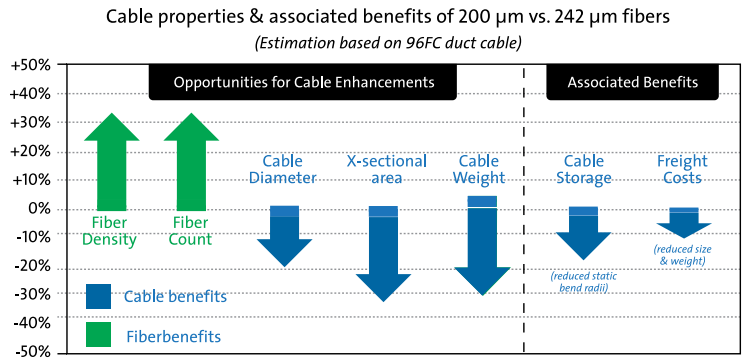 Cable properties & associated benefits of 200 µm vs. 242 µm fibers
(Estimation based on 96FC duct cable)
+50%
+40%
+30%
+20%
+10%
0%
-10%
-20%
-30%
-40%
-50%
Opportunities for Cable Enhancements
Associated Benefits
Fiber
Density
Fiber
Count
Cable
Diameter
X-sectional
area
Cable
Weight
Cable
Storage
Freight
Costs
(reduced static
bend radii)
(reduced size
& weight)
Cable benefits
Fiberbenefits